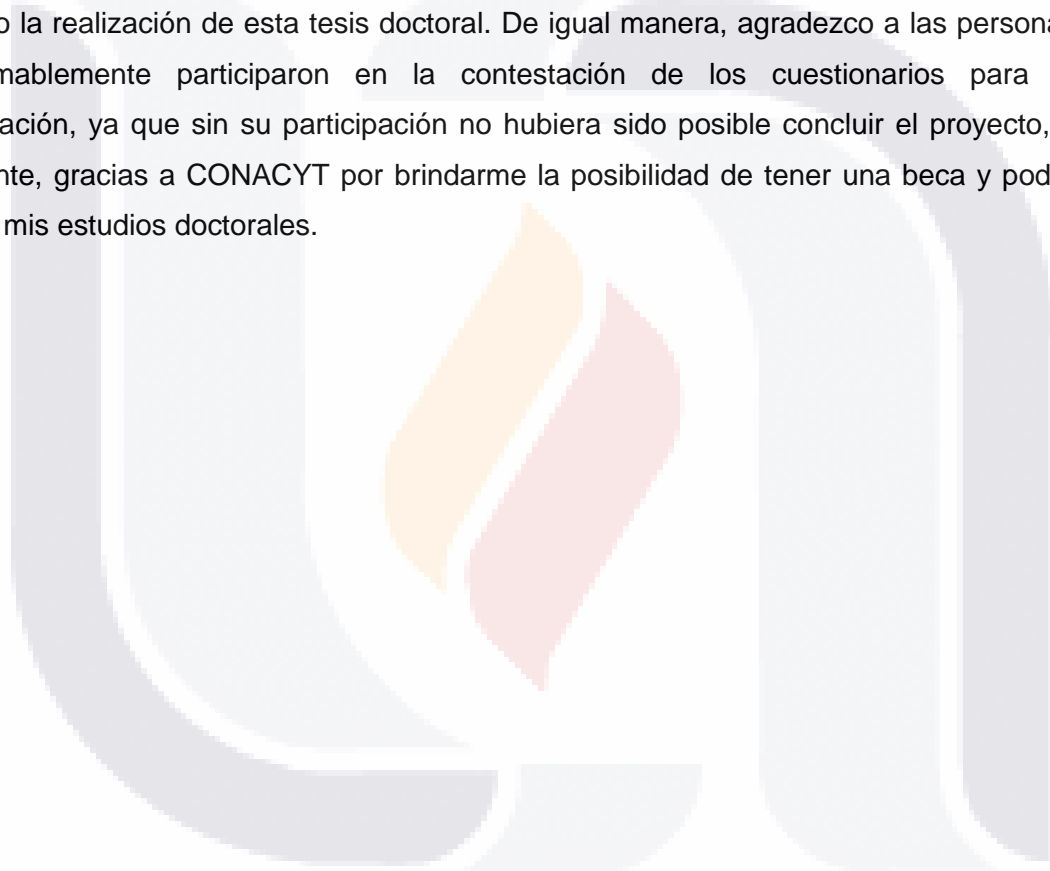 o la realización de esta tesis doctoral. De igual manera, agradezco a las persona
mablemente participaron en la contestación de los cuestionarios para
ación, ya que sin su participación no hubiera sido posible concluir el proyecto,
nte, gracias a CONACYT por brindarme la posibilidad de tener una beca y pod
mis estudios doctorales.